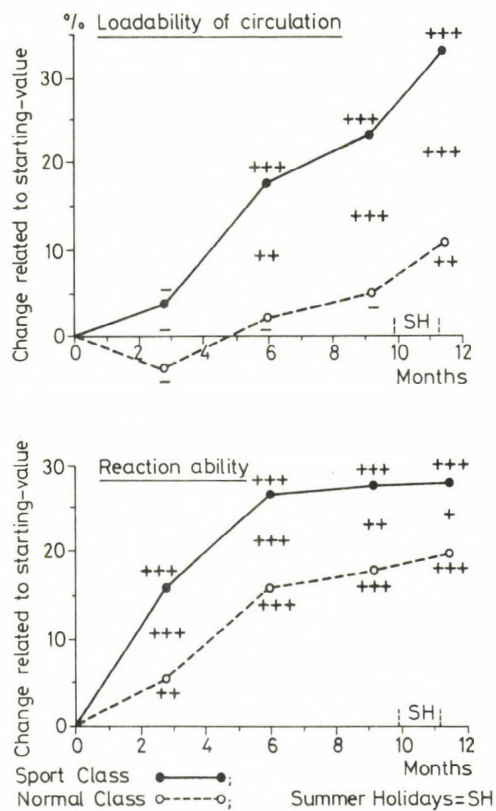 % Loadability of circulation
Change related to starting-value
30
20
10
0
+++
+++
+++
+++
+++
++
++
–
–
–
–
–
SH
0 2 4 6 8 10 12
Months
Reaction ability
Change related to starting-value
30
20
10
0
+++ +++ +++
+++
+++ ++ +
+++ +++ +++
+++
++
SH
0 2 4 6 8 10 12
Months
Sport Class ;
Normal Class ; Summer Holidays=SH